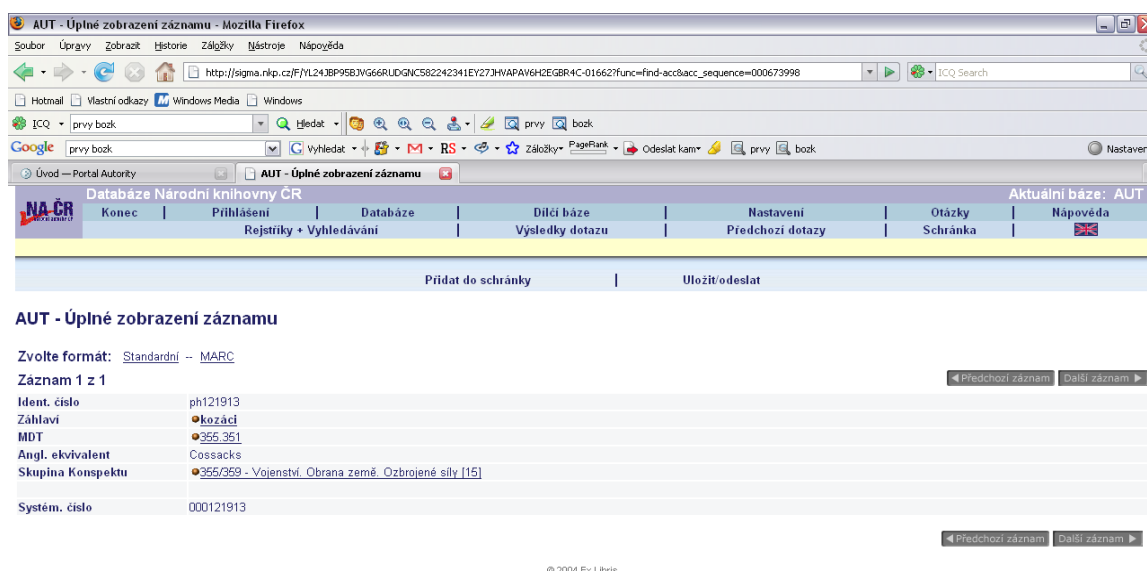 AUT - Úplné zobrazení záznamu - Mozilla Firefox
Soubor Úpravy Zobrazit Historie Záložky Nástroje Nápověda
http://sigma.nkp.cz/F/YL24JBP95BJVG66RUDGNC582242341EY27JHVAPAV6H2EGBR4C-01662?func=find-acc&acc_sequence=000673998 ICQ Search
Hotmail Vlastní odkazy Windows Media Windows
ICQ prvy bozk Hledat prvy bozk
Google prvy bozk Vyhledat RS Záložky PageRank Odeslat kam prvy bozk
Úvod — Portal Autority AUT - Úplné zobrazení záznamu
NA ČR Databáze Národní knihovny ČR Aktuální báze: AUT
Konec | Přihlášení | Databáze | Dílčí báze | Nastavení | Otázky | Nápověda
Rejstříky + Vyhledávání | Výsledky dotazu | Předchozí dotazy | Schránka |
Přidat do schránky | Uložit/odeslat
AUT - Úplné zobrazení záznamu
Zvolte formát: Standardní -- MARC
Záznam 1 z 1 Předchozí záznam Další záznam
Ident. číslo ph121913
Záhlaví kozáci
MDT 355.351
Angl. ekvivalent Cossacks
Skupina Konspektu 355/359 - Vojenství. Obrana země. Ozbrojené síly [15]
Systém. číslo 000121913
Předchozí záznam Další záznam
© 2004 Ex Libris